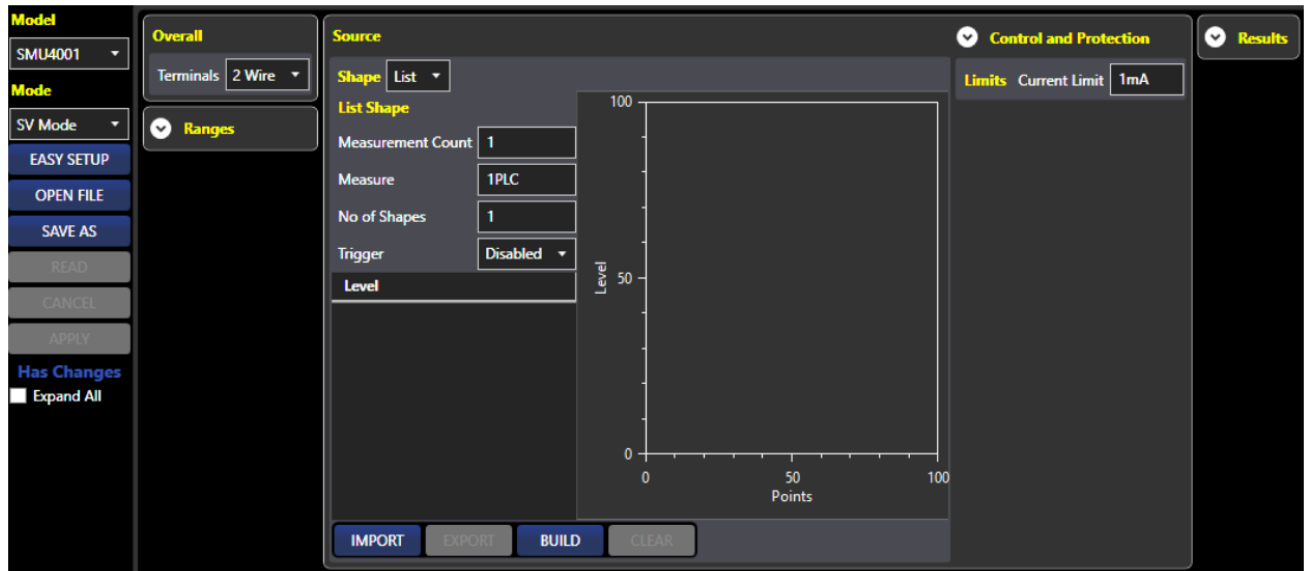 Model
SMU4001
Mode
SV Mode
EASY SETUP
OPEN FILE
SAVE AS
READ
CANCEL
APPLY
Has Changes
Expand All
Overall
Terminals 2 Wire
Ranges
Source
Shape List
List Shape
Measurement Count 1
Measure 1PLC
No of Shapes 1
Trigger Disabled
Level
100
50
0
Level
0 50 100
Points
IMPORT EXPORT BUILD CLEAR
Control and Protection
Limits Current Limit 1mA
Results